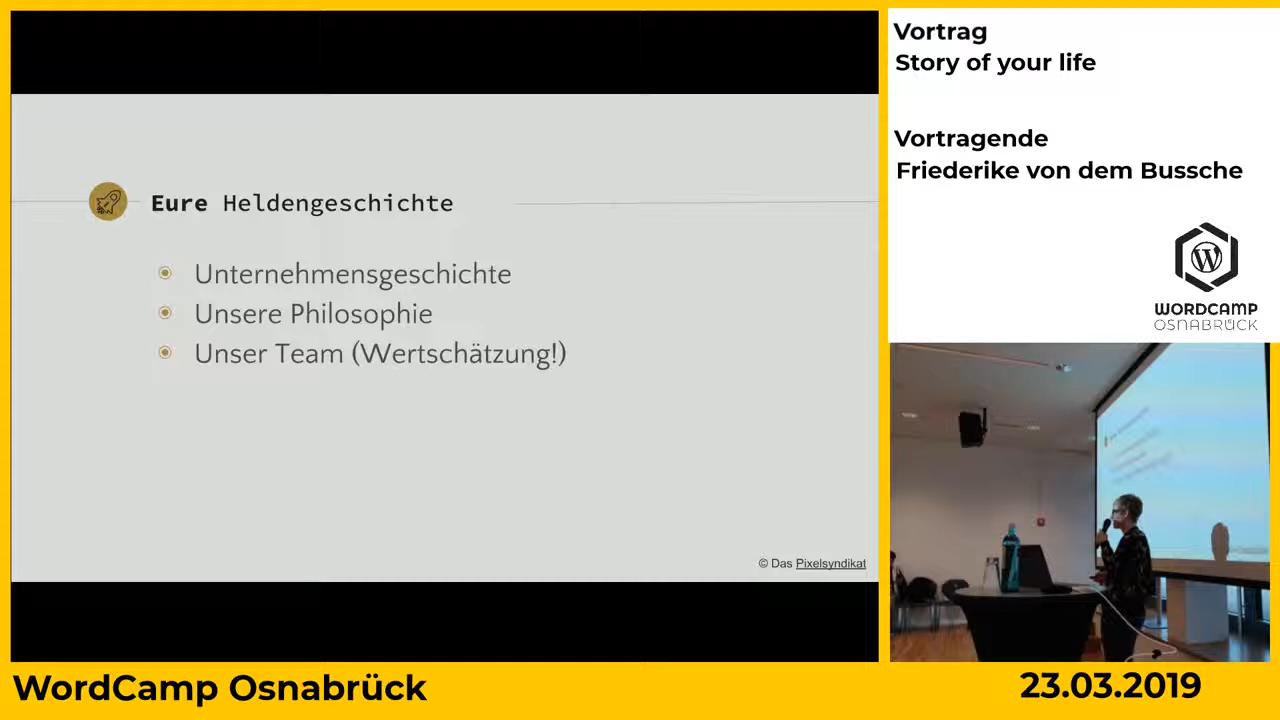 Eure Heldengeschichte
Unternehmensgeschichte
Unsere Philosophie
Unser Team (Wertschätzung!)
© Das Pixelsyndikat
Vortrag
Story of your life
Vortragende
Friederike von dem Bussche
WORDCAMP
OSNABRÜCK
WordCamp Osnabrück
23.03.2019